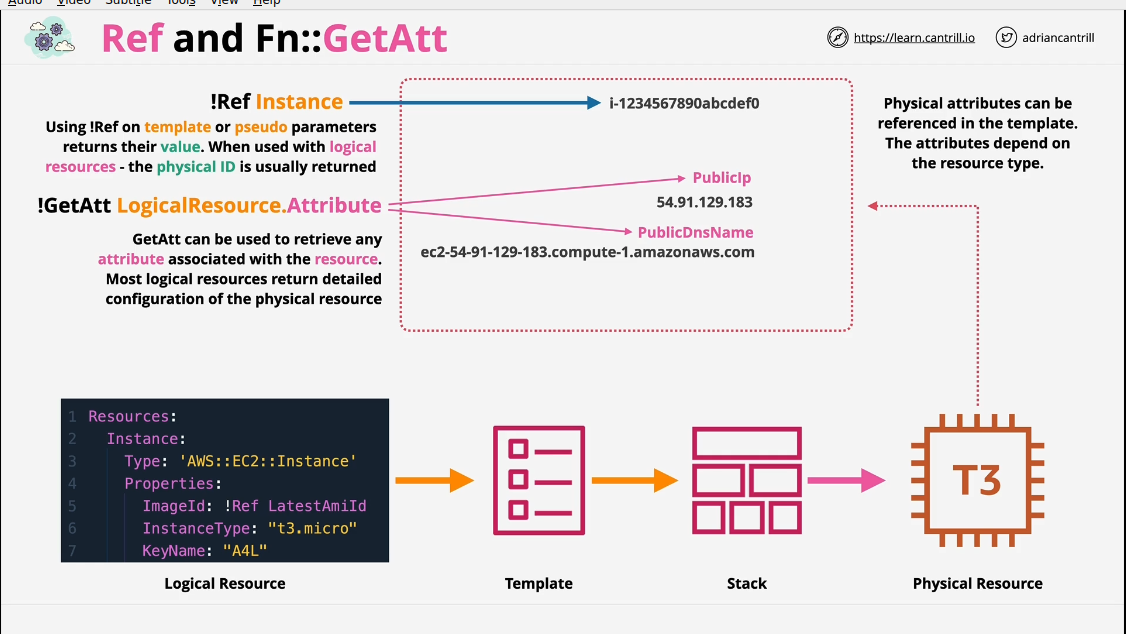 Audio Video Subtitle Tools View Help
Ref and Fn::GetAtt
https://learn.cantrill.io
adriancantrill
!Ref Instance
i-1234567890abcdef0
Using !Ref on template or pseudo parameters
returns their value. When used with logical
resources - the physical ID is usually returned
Physical attributes can be
referenced in the template.
The attributes depend on
the resource type.
!GetAtt LogicalResource.Attribute
PublicIp
54.91.129.183
PublicDnsName
ec2-54-91-129-183.compute-1.amazonaws.com
GetAtt can be used to retrieve any
attribute associated with the resource.
Most logical resources return detailed
configuration of the physical resource
1 Resources:
2 Instance:
3 Type: 'AWS::EC2::Instance'
4 Properties:
5 ImageId: !Ref LatestAmiId
6 InstanceType: "t3.micro"
7 KeyName: "A4L"
T3
Logical Resource
Template
Stack
Physical Resource